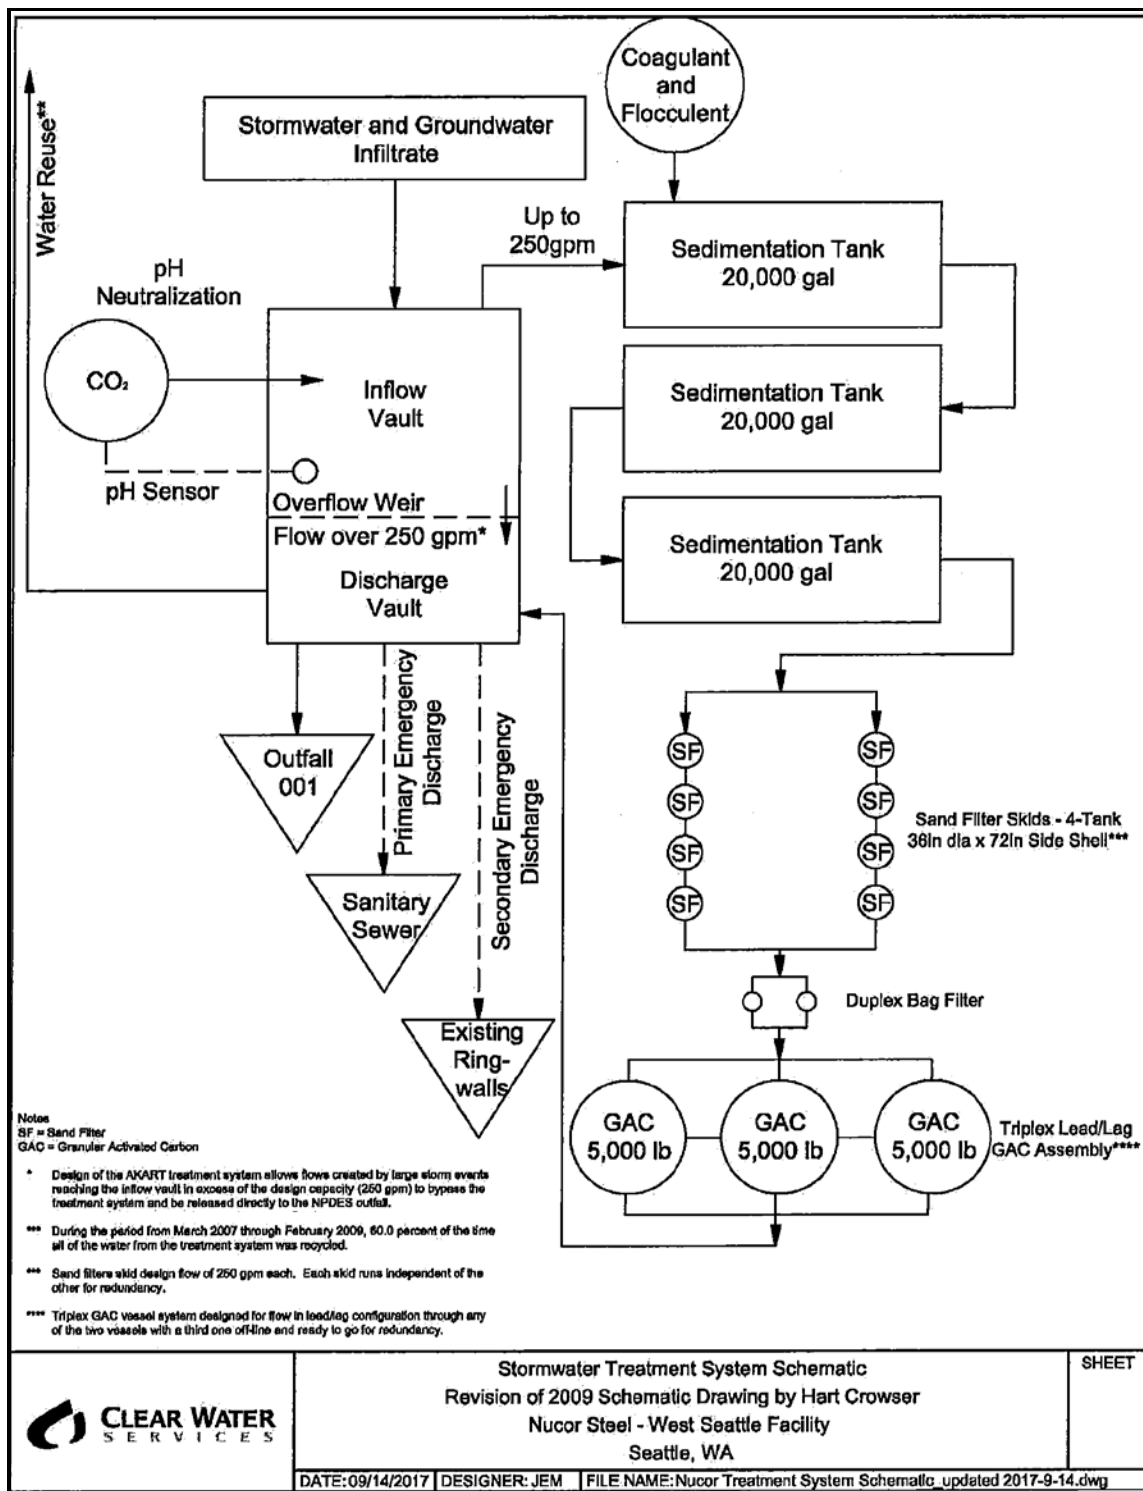 Coagulant
and
Flocculent
Stormwater and Groundwater
Infiltrate
Water Reuse**
Up to
250gpm
Sedimentation Tank
20,000 gal
pH
Neutralization
CO₂
Inflow
Vault
Sedimentation Tank
20,000 gal
pH Sensor
Overflow Weir
Flow over 250 gpm*
Discharge
Vault
Sedimentation Tank
20,000 gal
Primary Emergency
Discharge
Secondary Emergency
Discharge
Outfall
001
Sanitary
Sewer
Existing
Ring-
walls
SF
SF
SF
SF
SF
SF
SF
SF
Sand Filter Skids - 4-Tank
36in dia x 72in Side Shell***
Duplex Bag Filter
GAC
5,000 lb
GAC
5,000 lb
GAC
5,000 lb
Triplex Lead/Lag
GAC Assembly****
Notes
SF = Sand Filter
GAC = Granular Activated Carbon
* Design of the AKART treatment system allows flows created by large storm events
reaching the inflow vault in excess of the design capacity (250 gpm) to bypass the
treatment system and be released directly to the NPDES outfall.
*** During the period from March 2007 through February 2009, 60.0 percent of the time
all of the water from the treatment system was recycled.
*** Sand filters skid design flow of 250 gpm each. Each skid runs independent of the
other for redundancy.
**** Triplex GAC vessel system designed for flow in lead/lag configuration through any
of the two vessels with a third one off-line and ready to go for redundancy.
CLEAR WATER
SERVICES
Stormwater Treatment System Schematic
Revision of 2009 Schematic Drawing by Hart Crowser
Nucor Steel - West Seattle Facility
Seattle, WA
SHEET
DATE: 09/14/2017
DESIGNER: JEM
FILE NAME: Nucor Treatment System Schematic_updated 2017-9-14.dwg